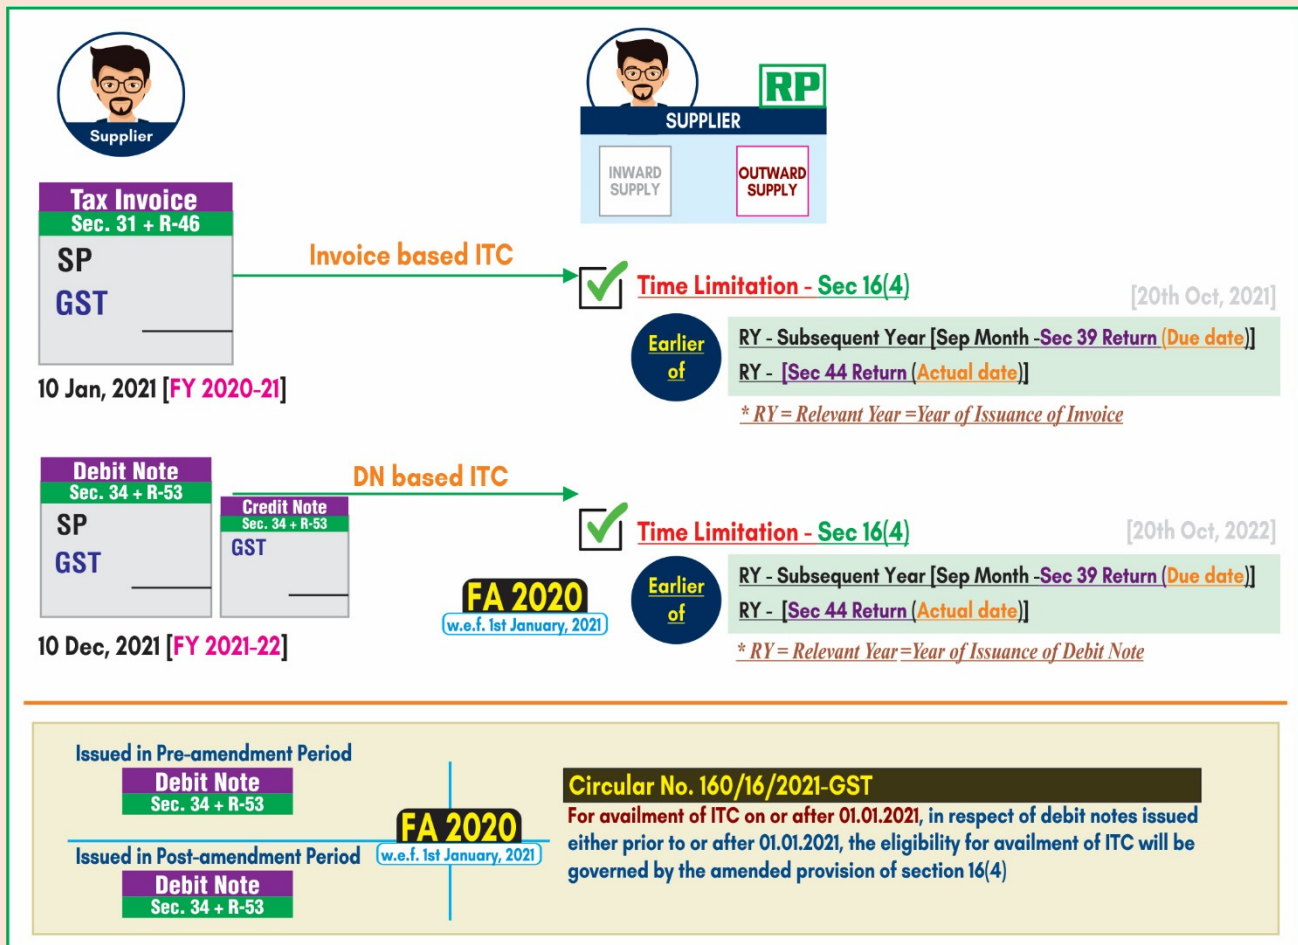 Supplier
RP
SUPPLIER
INWARD
SUPPLY
OUTWARD
SUPPLY
Tax Invoice
Sec. 31 + R-46
SP
GST
10 Jan, 2021 [FY 2020-21]
Invoice based ITC
Time Limitation - Sec 16(4)
[20th Oct, 2021]
Earlier
of
RY - Subsequent Year [Sep Month -Sec 39 Return (Due date)]
RY - [Sec 44 Return (Actual date)]
* RY = Relevant Year =Year of Issuance of Invoice
Debit Note
Sec. 34 + R-53
SP
GST
Credit Note
Sec. 34 + R-53
GST
10 Dec, 2021 [FY 2021-22]
DN based ITC
FA 2020
w.e.f. 1st January, 2021
Time Limitation - Sec 16(4)
[20th Oct, 2022]
Earlier
of
RY - Subsequent Year [Sep Month -Sec 39 Return (Due date)]
RY - [Sec 44 Return (Actual date)]
* RY = Relevant Year =Year of Issuance of Debit Note
Issued in Pre-amendment Period
Debit Note
Sec. 34 + R-53
FA 2020
w.e.f. 1st January, 2021
Issued in Post-amendment Period
Debit Note
Sec. 34 + R-53
Circular No. 160/16/2021-GST
For availment of ITC on or after 01.01.2021, in respect of debit notes issued
either prior to or after 01.01.2021, the eligibility for availment of ITC will be
governed by the amended provision of section 16(4)